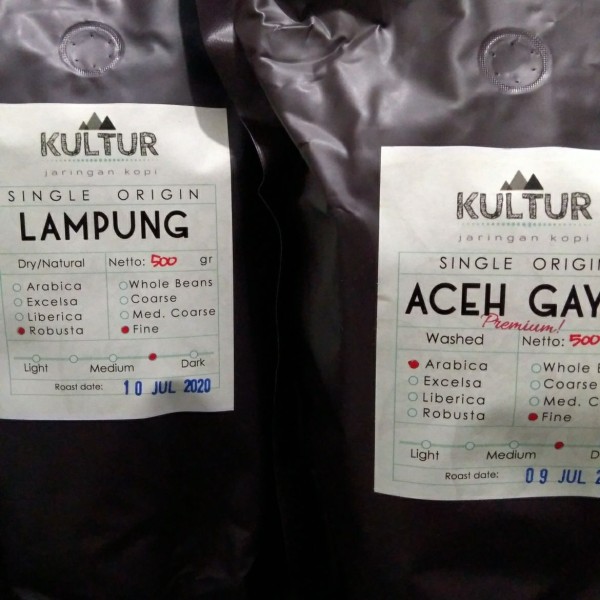 KULTUR
jaringan kopi
SINGLE ORIGIN
LAMPUNG
Dry/Natural
Netto: 500 gr
Arabica
Excelsa
Liberica
Robusta
Whole Beans
Coarse
Med. Coarse
Fine
Light
Medium
Dark
Roast date: 10 JUL 2020
KULTUR
jaringan kopi
SINGLE ORIGIN
ACEH GAY
Premium!
Washed
Netto: 500
Arabica
Excelsa
Liberica
Robusta
Whole B
Coarse
Med. C
Fine
Light
Medium
D
Roast date: 09 JUL 2